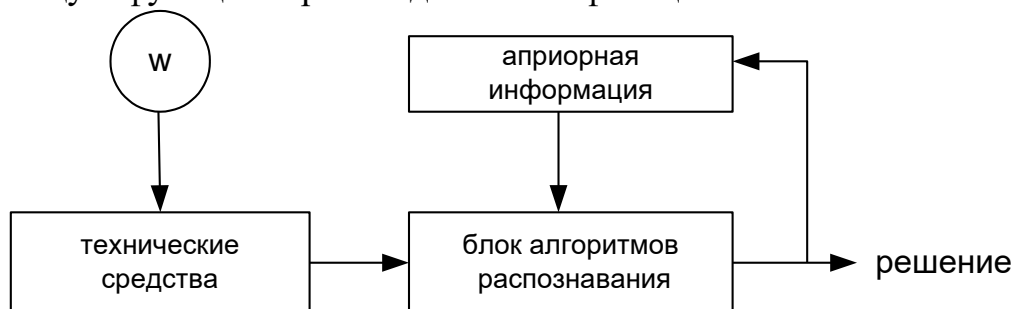 w
априорная
информация
технические
средства
блок алгоритмов
распознавания
решение